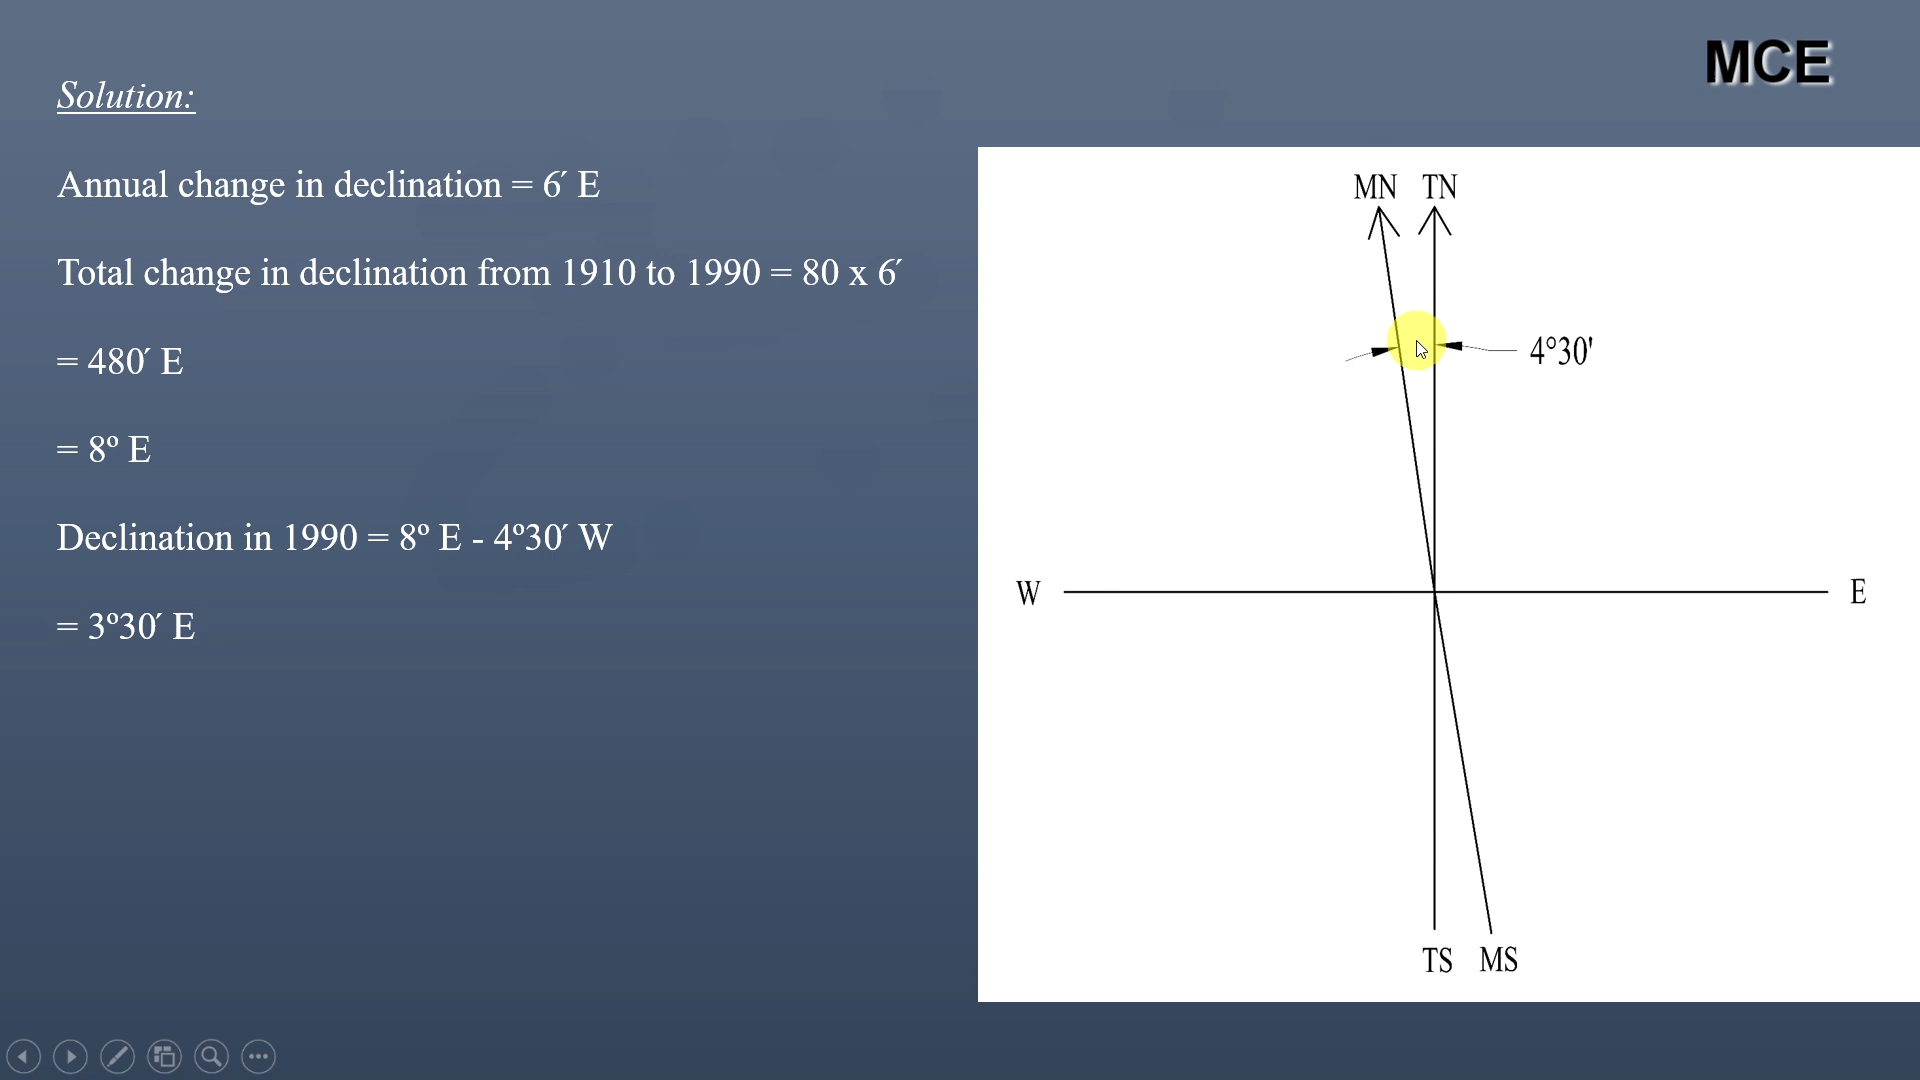 MCE
Solution:
Annual change in declination = 6′ E
Total change in declination from 1910 to 1990 = 80 x 6′
= 480′ E
= 8º E
Declination in 1990 = 8º E - 4º30′ W
= 3º30′ E
MN TN
4°30'
W E
TS MS